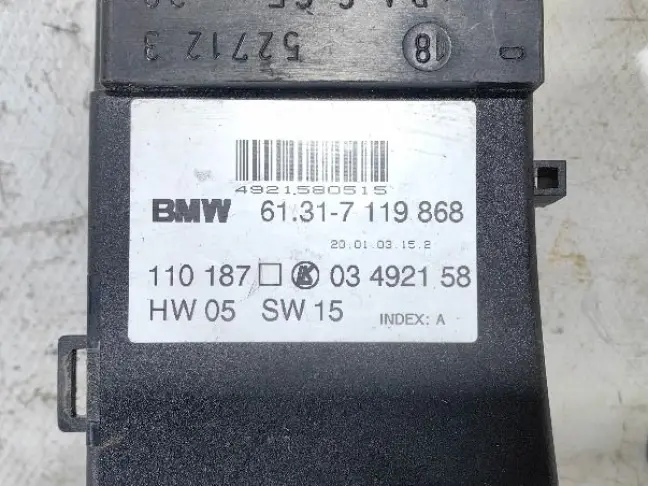 52712 3 18
4921580515
BMW 61.31-7 119 868
20.01.03.15.2
110 187 □ K 03 4921 58
HW 05 SW 15 INDEX: A